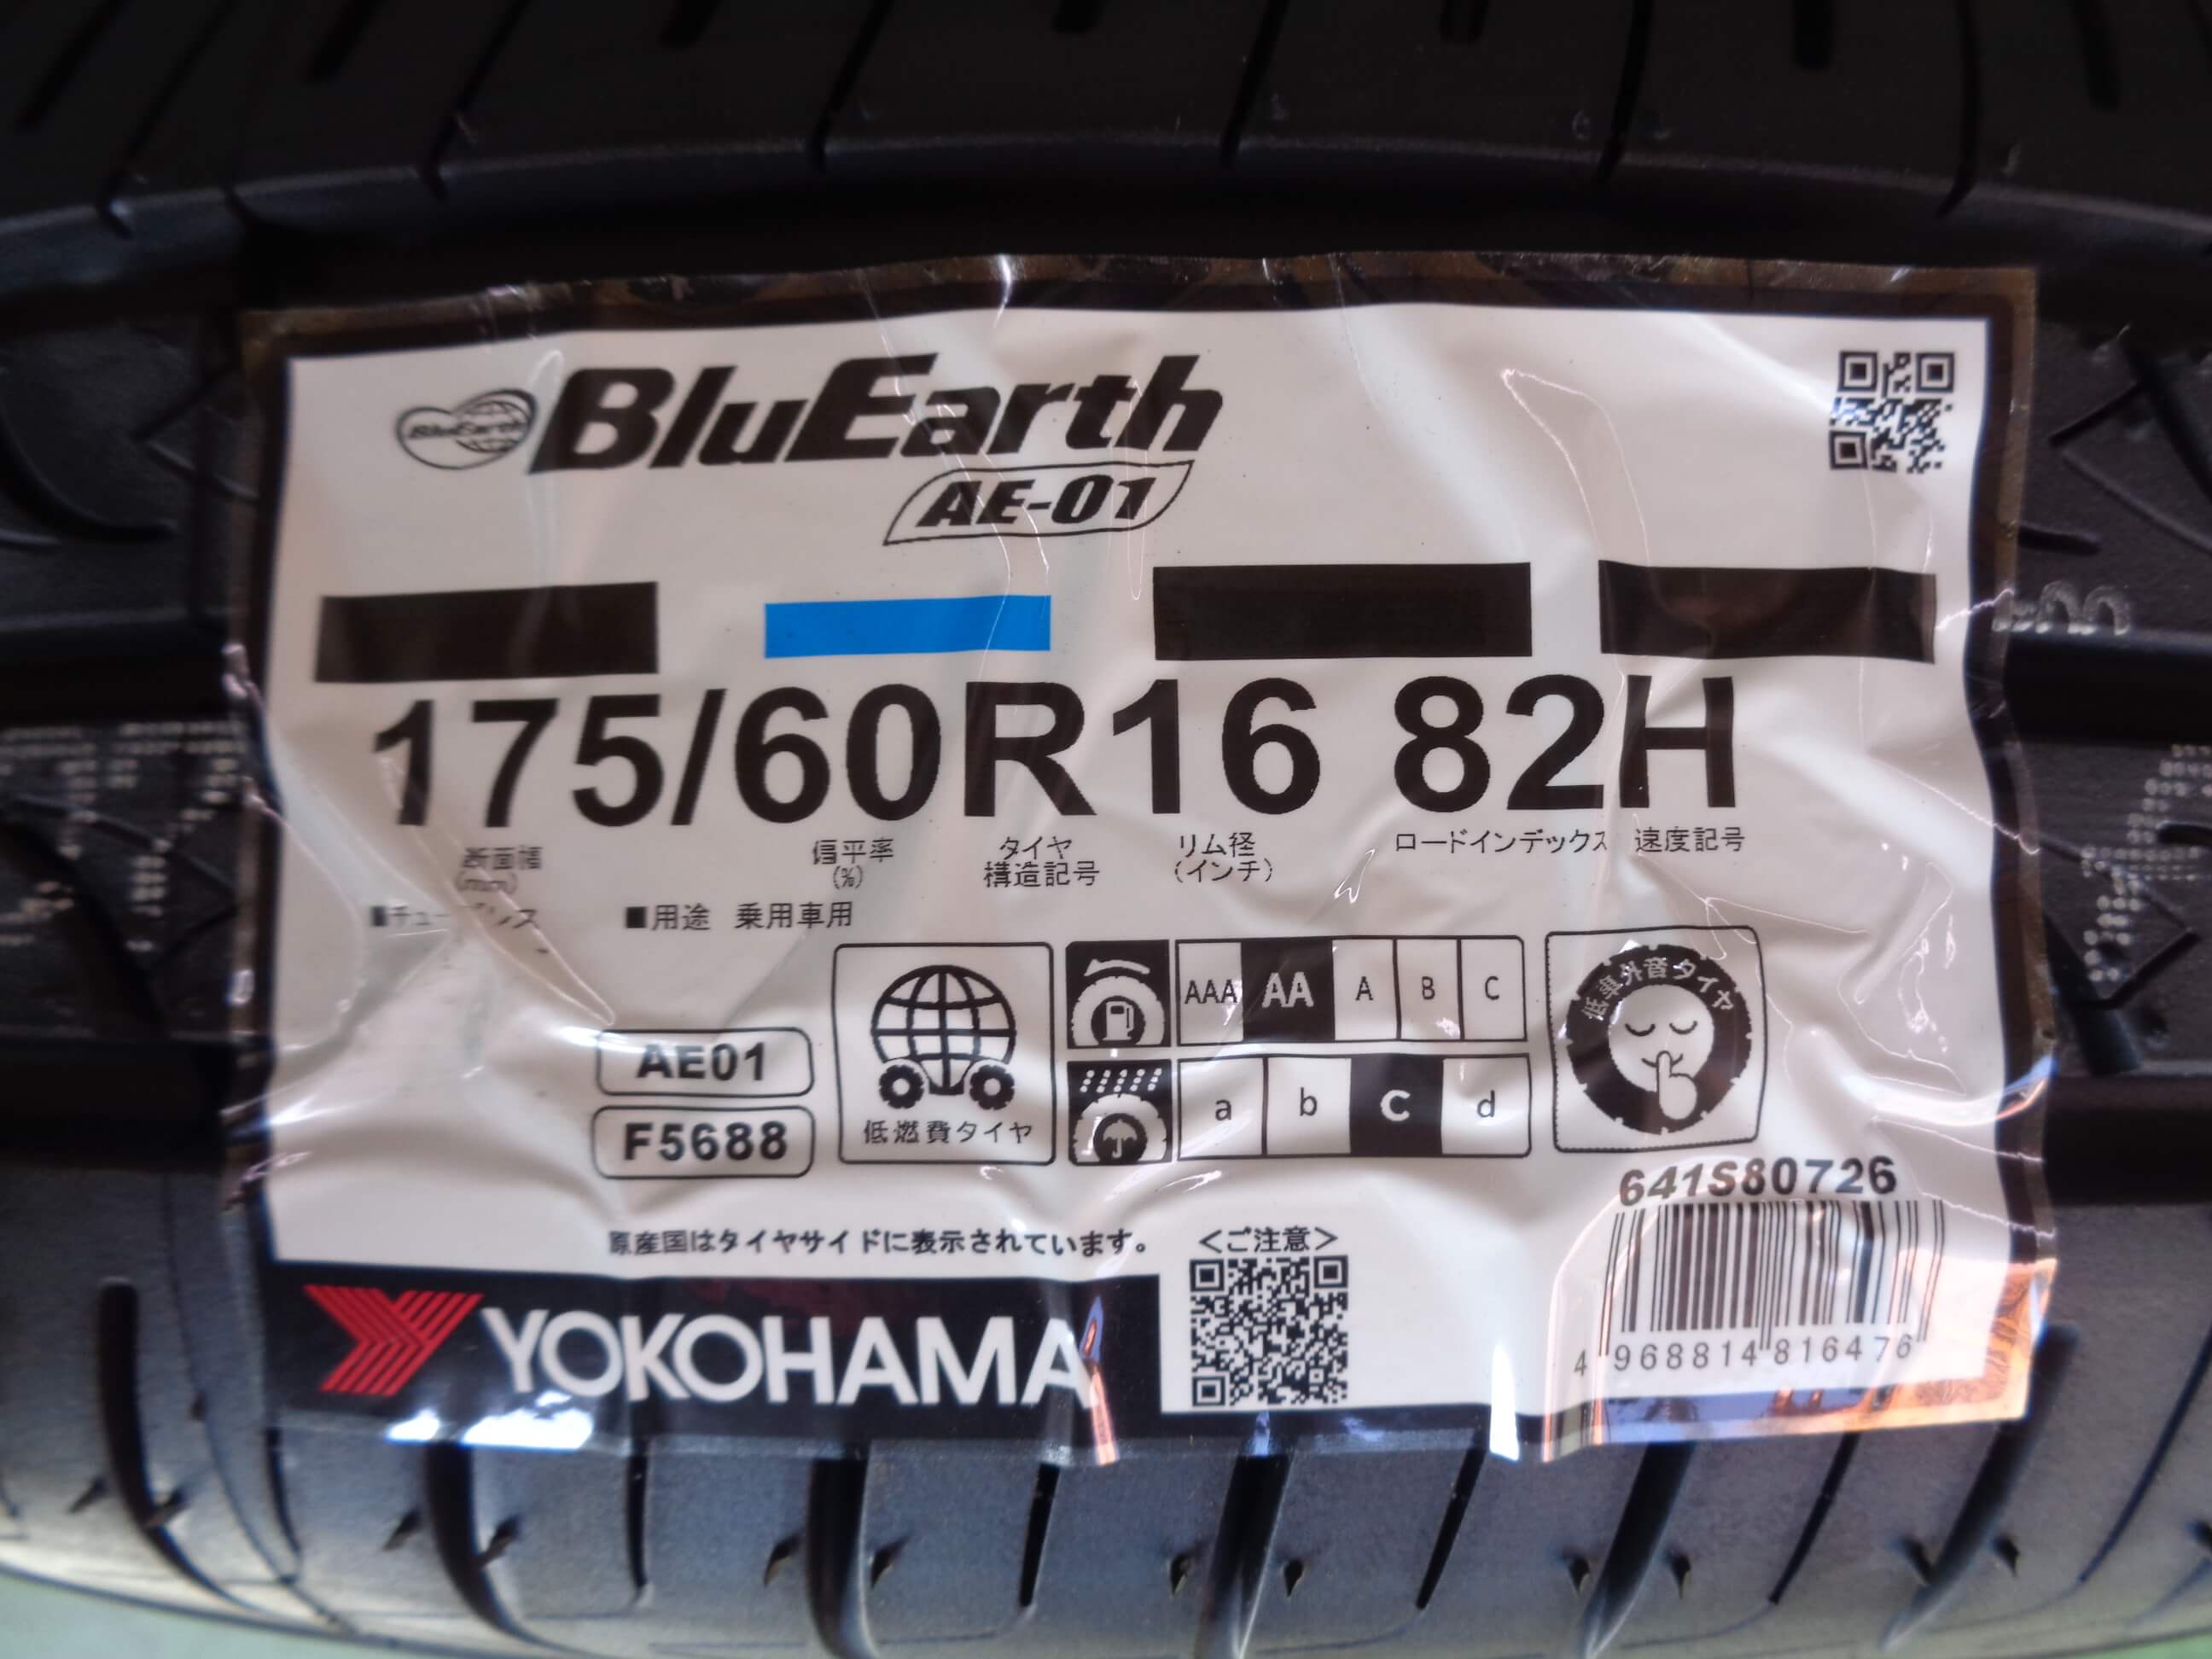 BluEarth
BluEarth
AE-01
175/60R16 82H
断面幅 偏平率 タイヤ リム径 ロードインデックス 速度記号
(mm) (%) 構造記号 (インチ)
■用途 乗用車用
AAA AA A B C
低車外音タイヤ
AE01
a b c d
F5688
低燃費タイヤ
641S80726
原産国はタイヤサイドに表示されています。
<ご注意>
YOKOHAMA
4 968814 816476